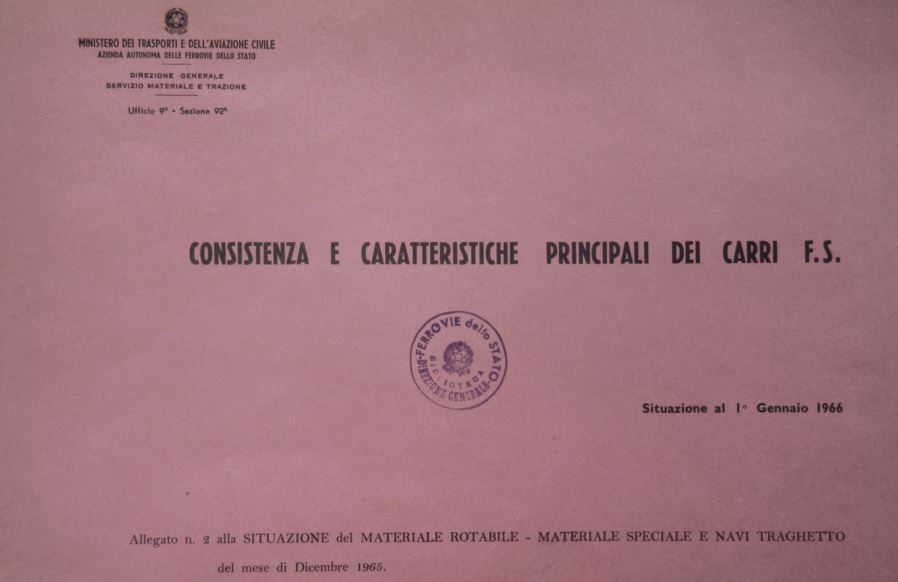 MINISTERO DEI TRASPORTI E DELL'AVIAZIONE CIVILE
AZIENDA AUTONOMA DELLE FERROVIE DELLO STATO
DIREZIONE GENERALE
SERVIZIO MATERIALE E TRAZIONE
Ufficio 9° - Sezione 92ª
CONSISTENZA E CARATTERISTICHE PRINCIPALI DEI CARRI F.S.
FERROVIE dello STATO
BIBLIOTECA
DIREZIONE GENERALE
Situazione al 1° Gennaio 1966
Allegato n. 2 alla SITUAZIONE del MATERIALE ROTABILE - MATERIALE SPECIALE E NAVI TRAGHETTO
del mese di Dicembre 1965.